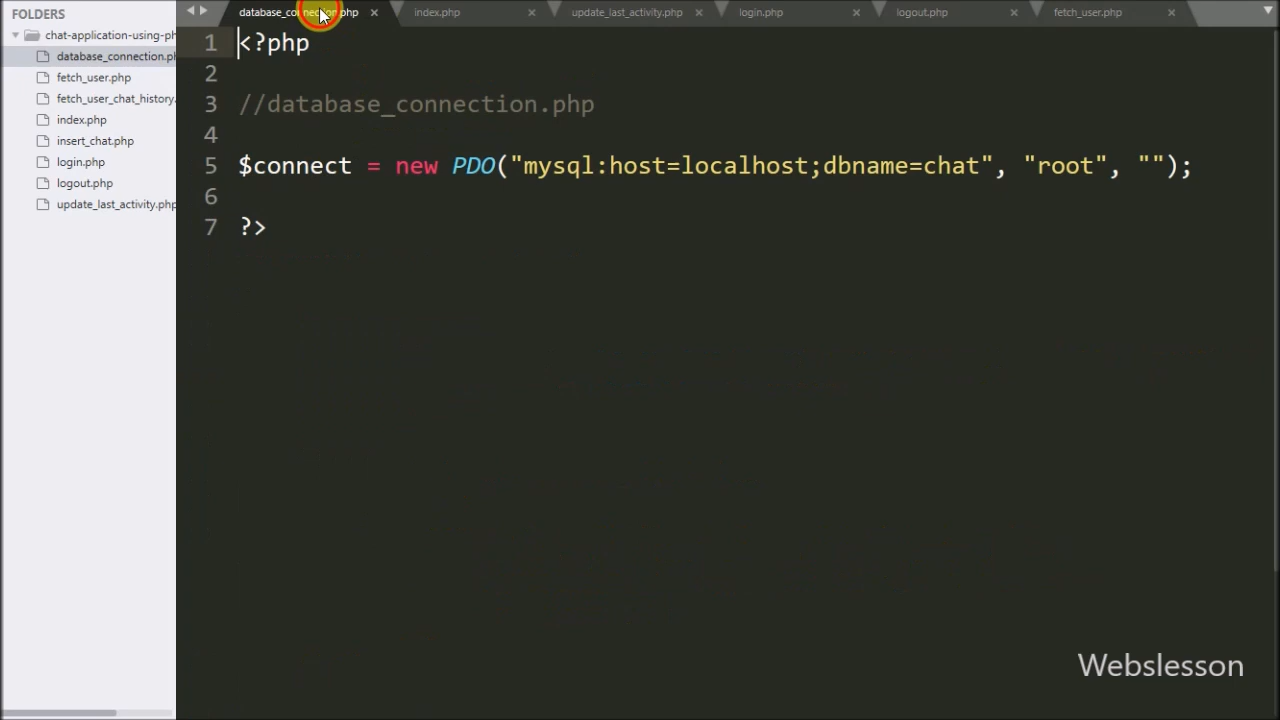 FOLDERS
chat-application-using-ph
database_connection.ph
fetch_user.php
fetch_user_chat_history.
index.php
insert_chat.php
login.php
logout.php
update_last_activity.php
database_connection.php
index.php
update_last_activity.php
login.php
logout.php
fetch_user.php
1 <?php
2
3 //database_connection.php
4
5 $connect = new PDO("mysql:host=localhost;dbname=chat", "root", "");
6
7 ?>
Webslesson